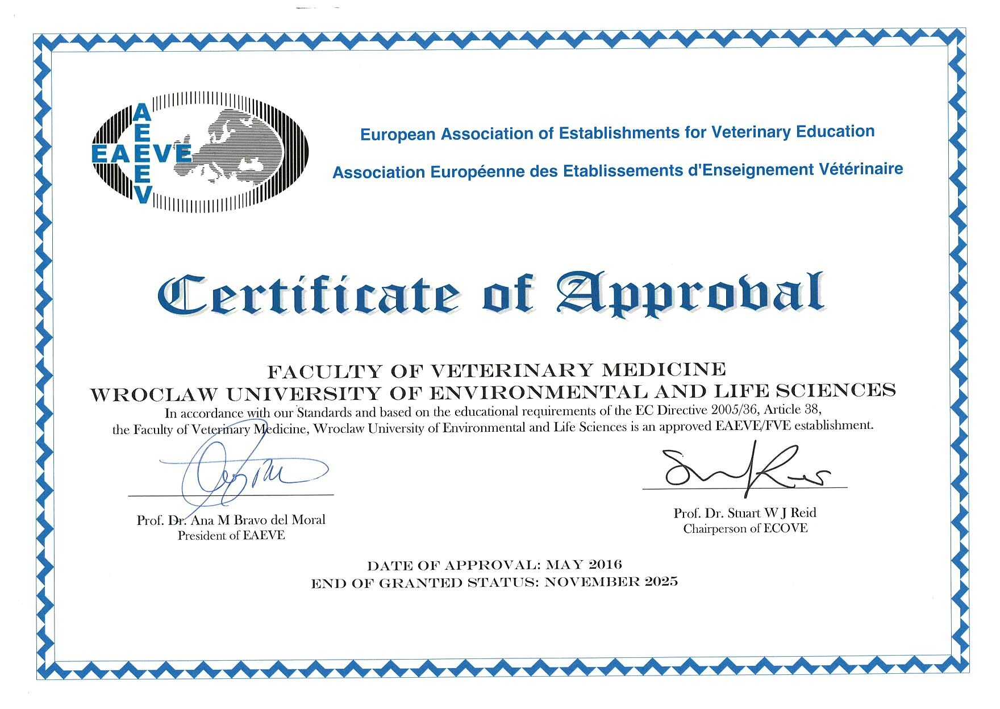 AEEEV
EAEVE
European Association of Establishments for Veterinary Education
Association Européenne des Etablissements d'Enseignement Vétérinaire
Certificate of Approval
FACULTY OF VETERINARY MEDICINE
WROCLAW UNIVERSITY OF ENVIRONMENTAL AND LIFE SCIENCES
In accordance with our Standards and based on the educational requirements of the EC Directive 2005/36, Article 38,
the Faculty of Veterinary Medicine, Wroclaw University of Environmental and Life Sciences is an approved EAEVE/FVE establishment.
Prof. Dr. Ana M Bravo del Moral
President of EAEVE
Prof. Dr. Stuart W J Reid
Chairperson of ECOVE
DATE OF APPROVAL: MAY 2016
END OF GRANTED STATUS: NOVEMBER 2025